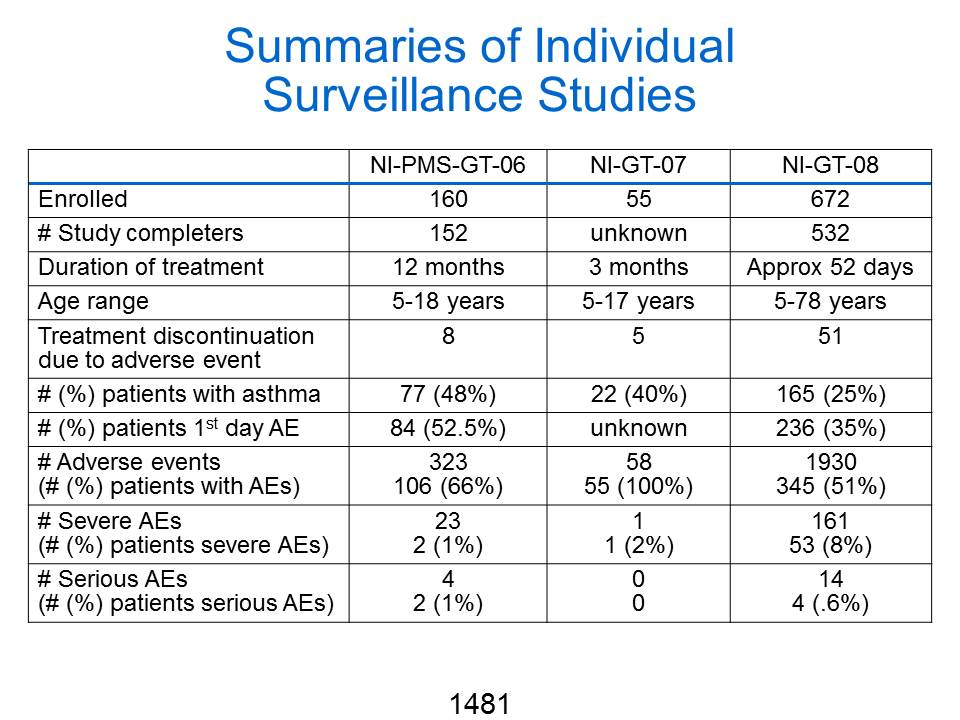 Summaries of Individual
Surveillance Studies
NI-PMS-GT-06 NI-GT-07 NI-GT-08
Enrolled 160 55 672
# Study completers 152 unknown 532
Duration of treatment 12 months 3 months Approx 52 days
Age range 5-18 years 5-17 years 5-78 years
Treatment discontinuation 8 5 51
due to adverse event
# (%) patients with asthma 77 (48%) 22 (40%) 165 (25%)
# (%) patients 1st day AE 84 (52.5%) unknown 236 (35%)
# Adverse events 323 58 1930
(# (%) patients with AEs) 106 (66%) 55 (100%) 345 (51%)
# Severe AEs 23 1 161
(# (%) patients severe AEs) 2 (1%) 1 (2%) 53 (8%)
# Serious AEs 4 0 14
(# (%) patients serious AEs) 2 (1%) 0 4 (.6%)
1481